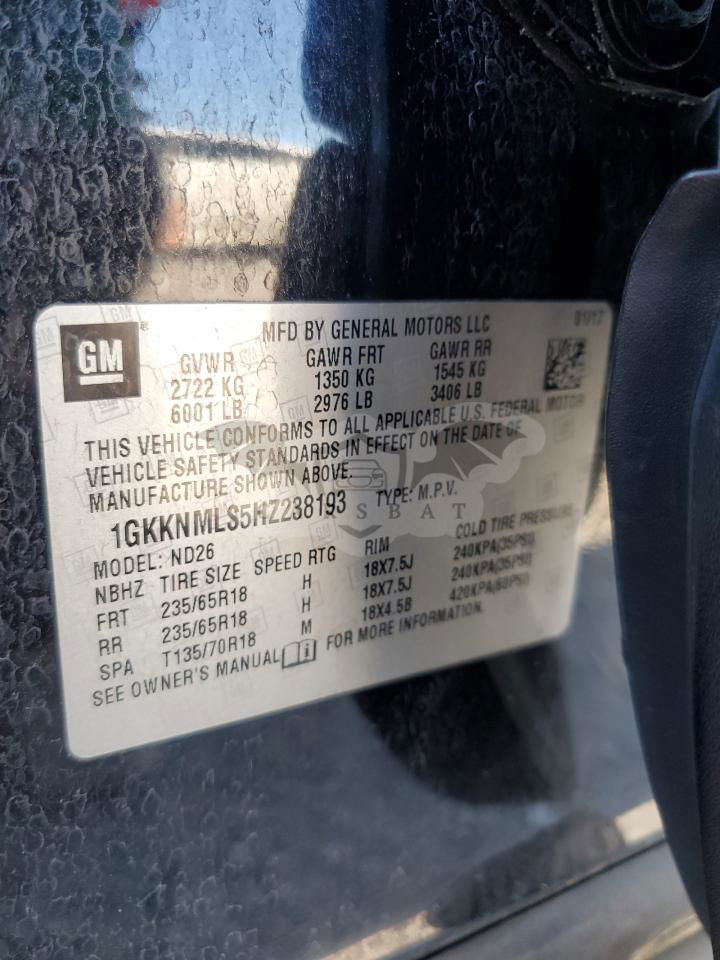 GM
MFD BY GENERAL MOTORS LLC 01/17
GVWR GAWR FRT GAWR RR
2722 KG 1350 KG 1545 KG
6001 LB 2976 LB 3406 LB
THIS VEHICLE CONFORMS TO ALL APPLICABLE U.S. FEDERAL MOTOR
VEHICLE SAFETY STANDARDS IN EFFECT ON THE DATE OF
MANUFACTURE SHOWN ABOVE.
1GKKNMLS5HZ238193 TYPE: M.P.V.
SBAT
MODEL: ND26
NBHZ TIRE SIZE SPEED RTG RIM COLD TIRE PRESSURE
FRT 235/65R18 H 18X7.5J 240KPA(35PSI)
RR 235/65R18 H 18X7.5J 240KPA(35PSI)
SPA T135/70R18 M 18X4.5B 420KPA(60PSI)
SEE OWNER'S MANUAL FOR MORE INFORMATION.